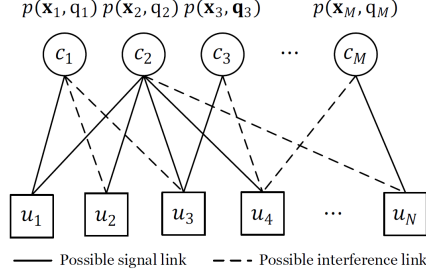 p(x₁, q₁) p(x₂, q₂) p(x₃, q₃) p(x_M, q_M)
c₁ c₂ c₃ ... c_M
u₁ u₂ u₃ u₄ ... u_N
Possible signal link Possible interference link